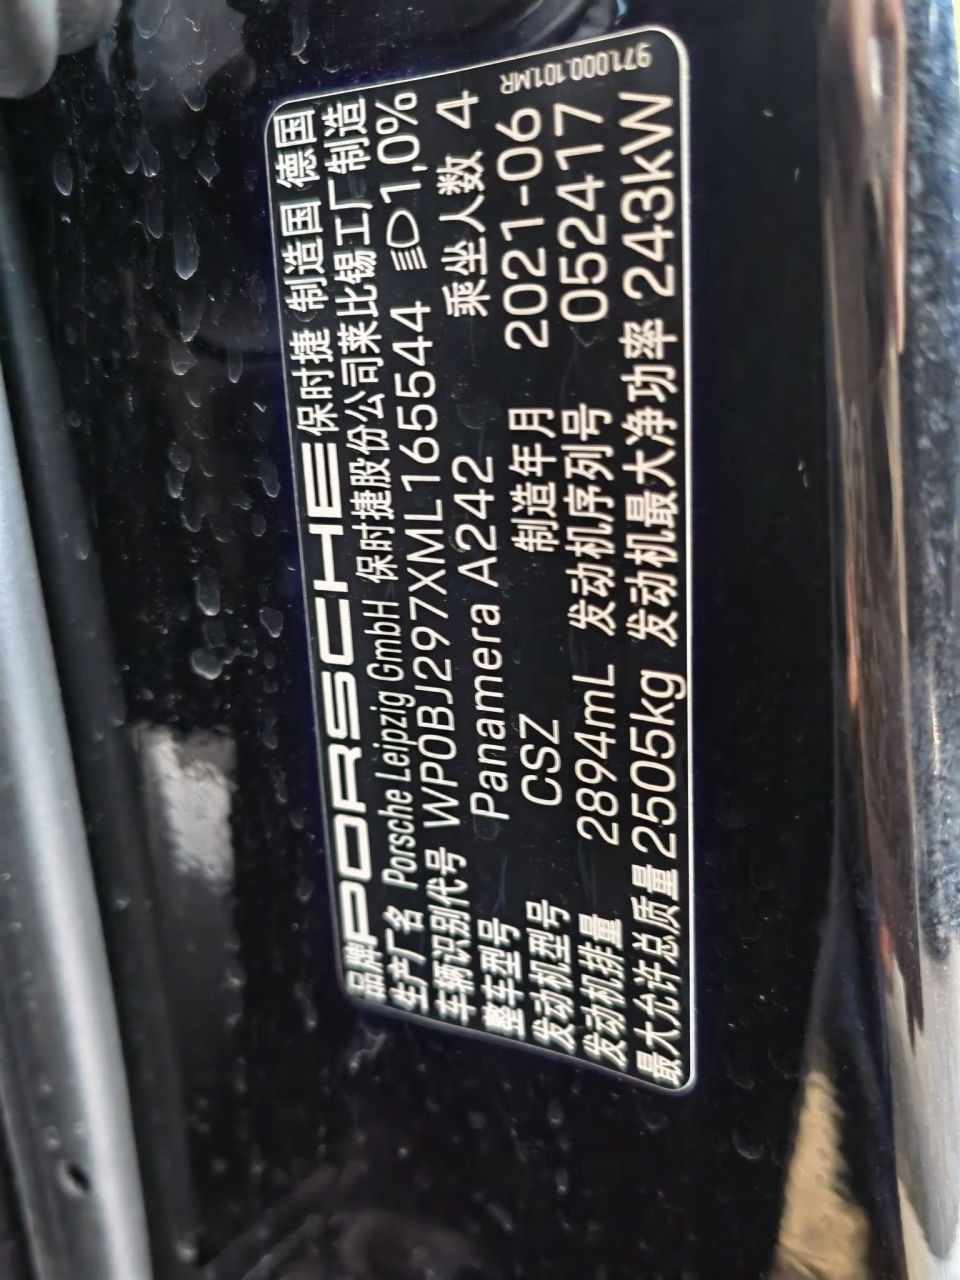 品牌 PORSCHE 保时捷 制造国 德国
生产厂名 Porsche Leipzig GmbH 保时捷股份公司莱比锡工厂制造
车辆识别代号 WP0BJ297XML165544 1,0%
整车型号 Panamera A242 乘坐人数 4
发动机型号 CSZ 制造年月 2021-06
发动机排量 2894mL 发动机序列号 052417
最大允许总质量 2505kg 发动机最大净功率 243kW
971.000.101.MR